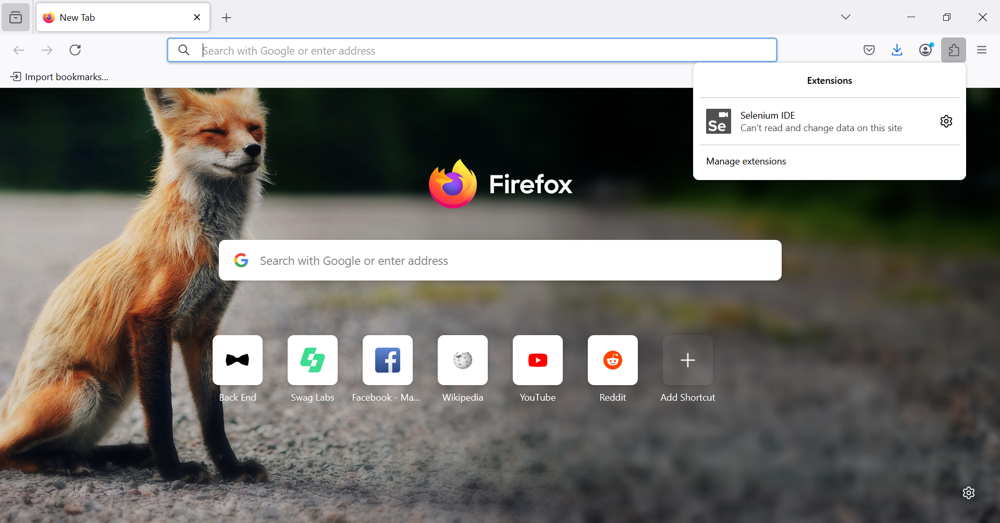 New Tab
Search with Google or enter address
Import bookmarks...
Extensions
Se
Selenium IDE
Can't read and change data on this site
Manage extensions
Firefox
Search with Google or enter address
Back End
Swag Labs
Facebook - Ma...
Wikipedia
YouTube
Reddit
Add Shortcut